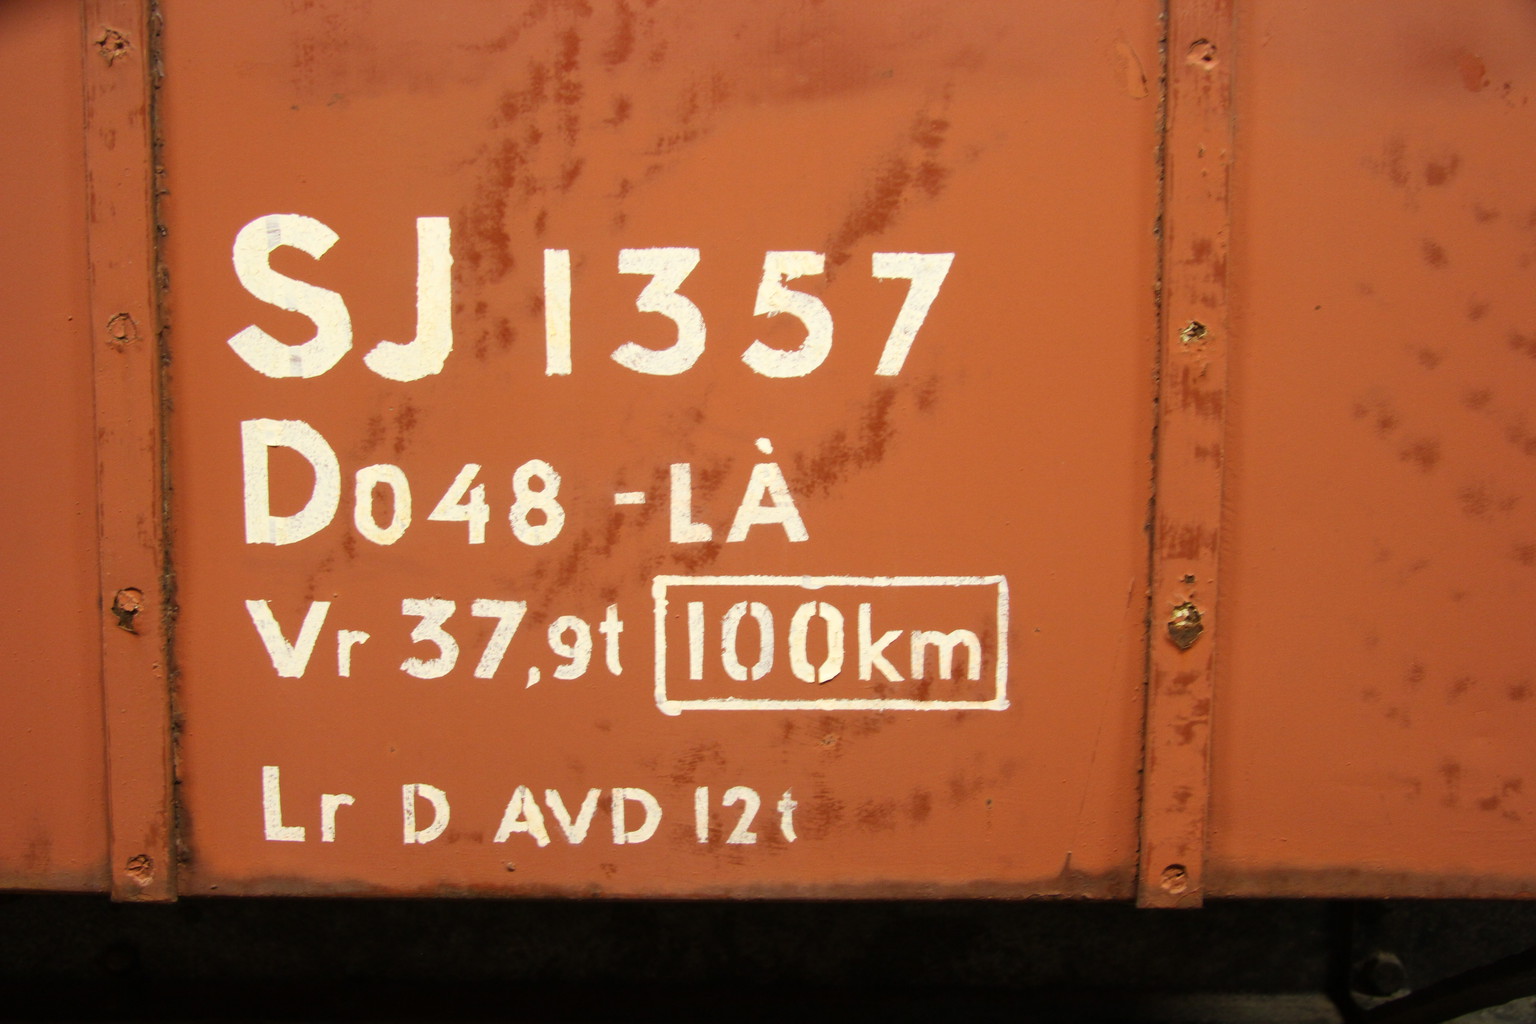 SJ 1357
D048 -LÀ
Vr 37,9t 100km
Lr D AVD 12t